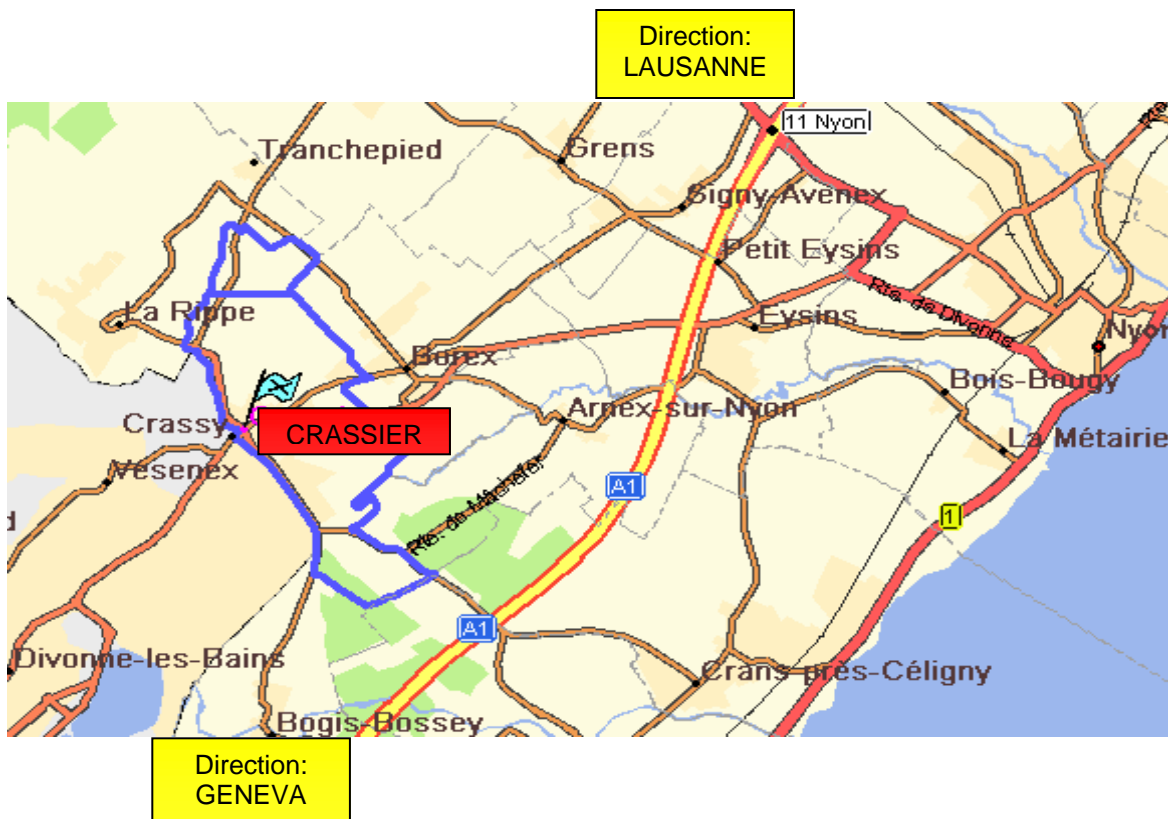 Direction:
LAUSANNE
11 Nyon
Tranchepied
Grens
Signy-Avenex
Petit Eysins
La Rippe
Rte. de Divonne
Eysins
Nyon
Borex
Bois-Bougy
Crassy
CRASSIER
Arnex-sur-Nyon
La Métairie
Vesenex
A1
Rte. de Mâchefer
1
A1
Divonne-les-Bains
Crans-près-Céligny
Bogis-Bossey
Direction:
GENEVA